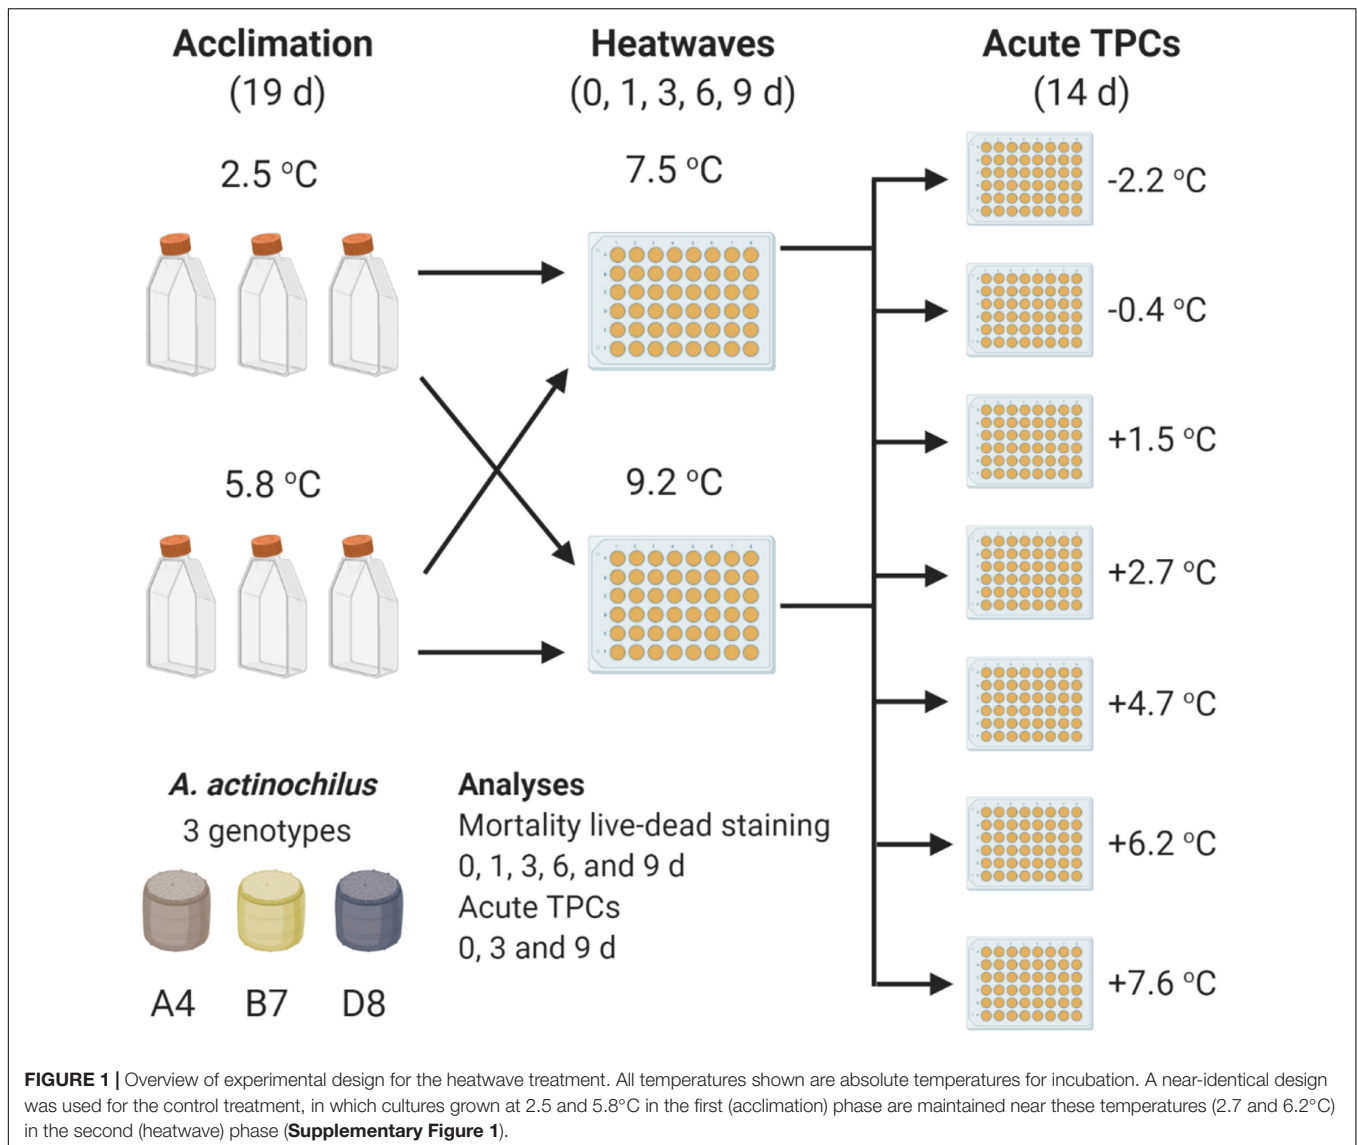 Acclimation
(19 d)
Heatwaves
(0, 1, 3, 6, 9 d)
Acute TPCs
(14 d)
2.5 °C
7.5 °C
5.8 °C
9.2 °C
-2.2 °C
-0.4 °C
+1.5 °C
+2.7 °C
+4.7 °C
+6.2 °C
+7.6 °C
A. actinochilus
3 genotypes
A4
B7
D8
Analyses
Mortality live-dead staining
0, 1, 3, 6, and 9 d
Acute TPCs
0, 3 and 9 d
FIGURE 1 | Overview of experimental design for the heatwave treatment. All temperatures shown are absolute temperatures for incubation. A near-identical design
was used for the control treatment, in which cultures grown at 2.5 and 5.8°C in the first (acclimation) phase are maintained near these temperatures (2.7 and 6.2°C)
in the second (heatwave) phase (Supplementary Figure 1).